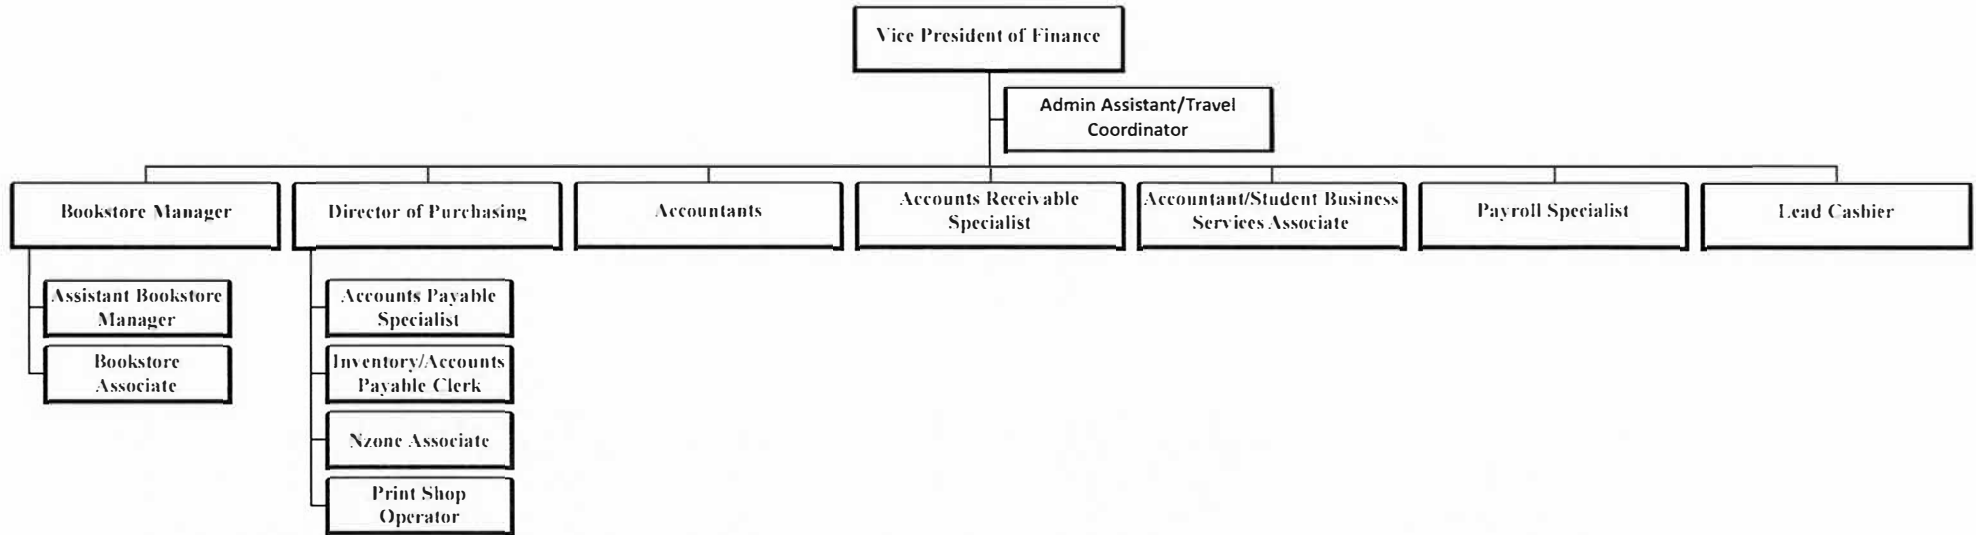 Vice President of Finance
Admin Assistant/Travel
Coordinator
Bookstore Manager
Director of Purchasing
Accountants
Accounts Receivable
Specialist
Accountant/Student Business
Services Associate
Payroll Specialist
Lead Cashier
Assistant Bookstore
Manager
Bookstore
Associate
Accounts Payable
Specialist
Inventory/Accounts
Payable Clerk
Nzone Associate
Print Shop
Operator